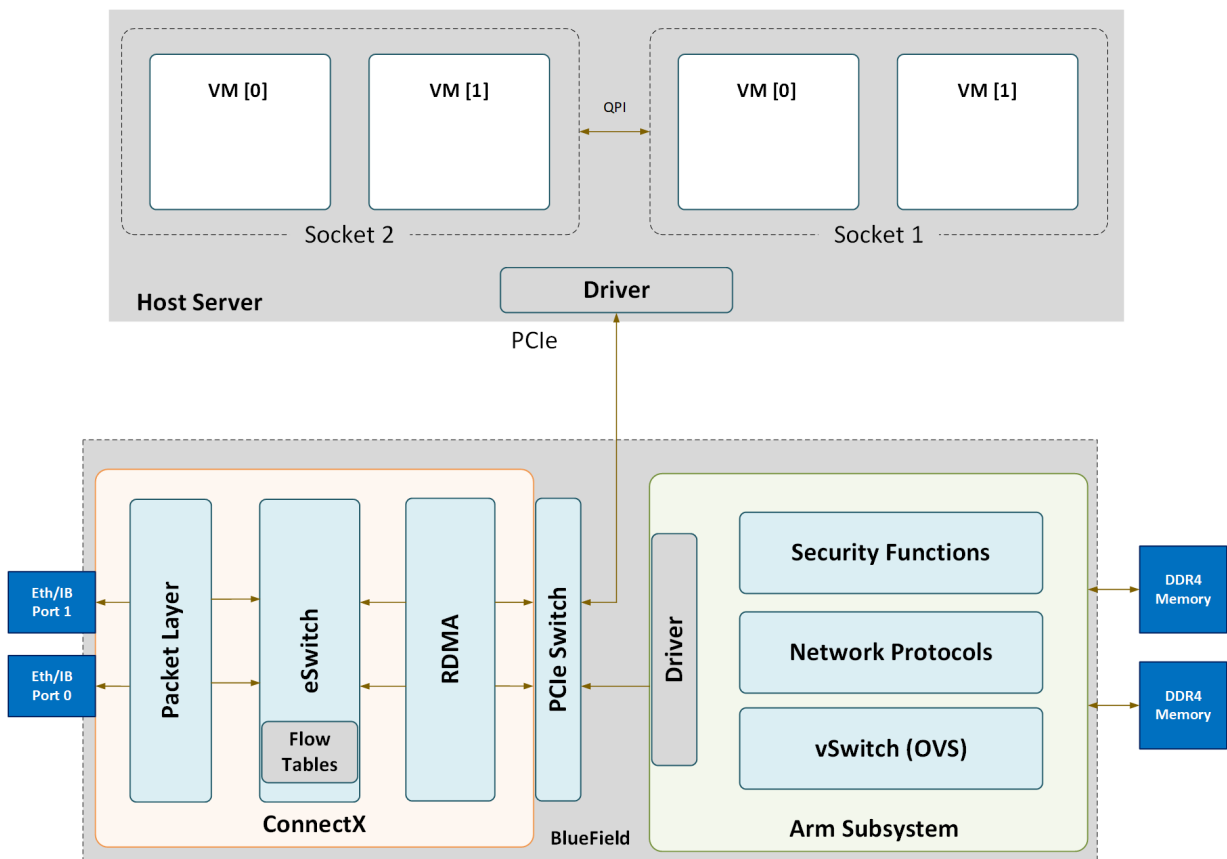 VM [0]
VM [1]
QPI
VM [0]
VM [1]
Socket 2
Socket 1
Driver
Host Server
PCIe
Eth/IB
Port 1
Eth/IB
Port 0
Packet Layer
eSwitch
Flow
Tables
RDMA
ConnectX
PCIe Switch
BlueField
Driver
Security Functions
Network Protocols
vSwitch (OVS)
Arm Subsystem
DDR4
Memory
DDR4
Memory